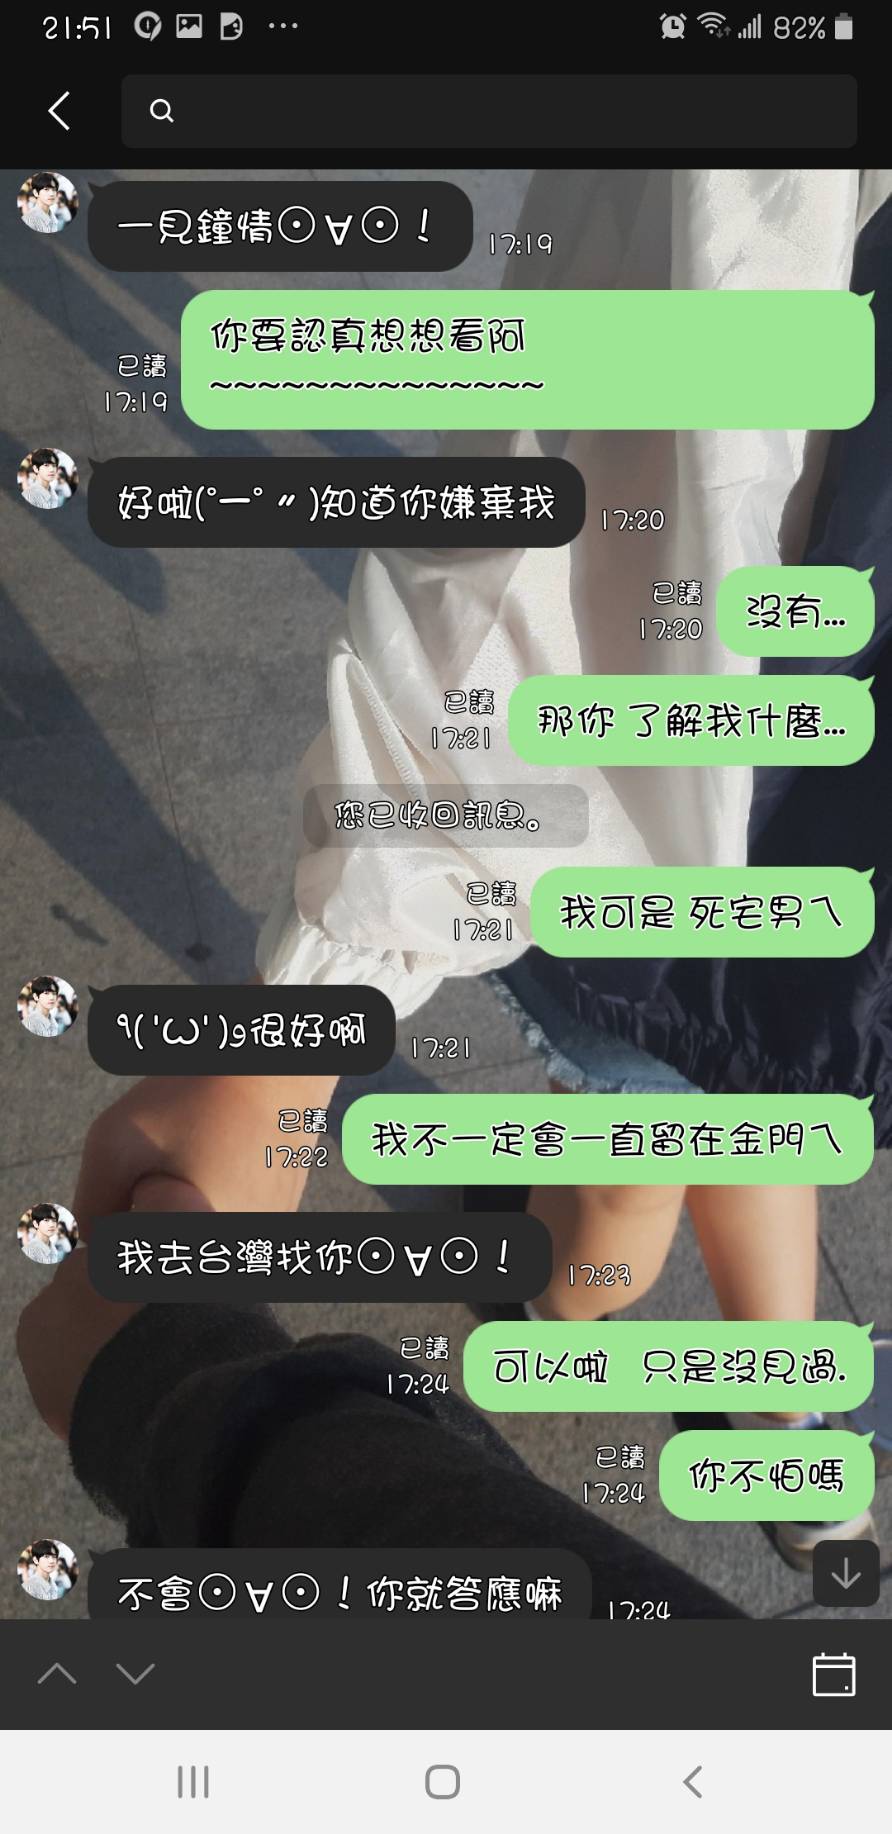 21:51 82%
一見鐘情⊙∀⊙！ 17:19
你要認真想想看阿
~~~~~~~~~~~~~~
已讀
17:19
好啦(°ー°〃)知道你嫌棄我 17:20
沒有...
已讀
17:20
那你 了解我什麼...
已讀
17:21
您已收回訊息。
我可是 死宅男ㄟ
已讀
17:21
٩( 'ω' )و很好啊 17:21
我不一定會一直留在金門ㄟ
已讀
17:22
我去台灣找你⊙∀⊙！ 17:23
可以啦 只是沒見過.
已讀
17:24
你不怕嗎
已讀
17:24
不會⊙∀⊙！你就答應嘛 17:24